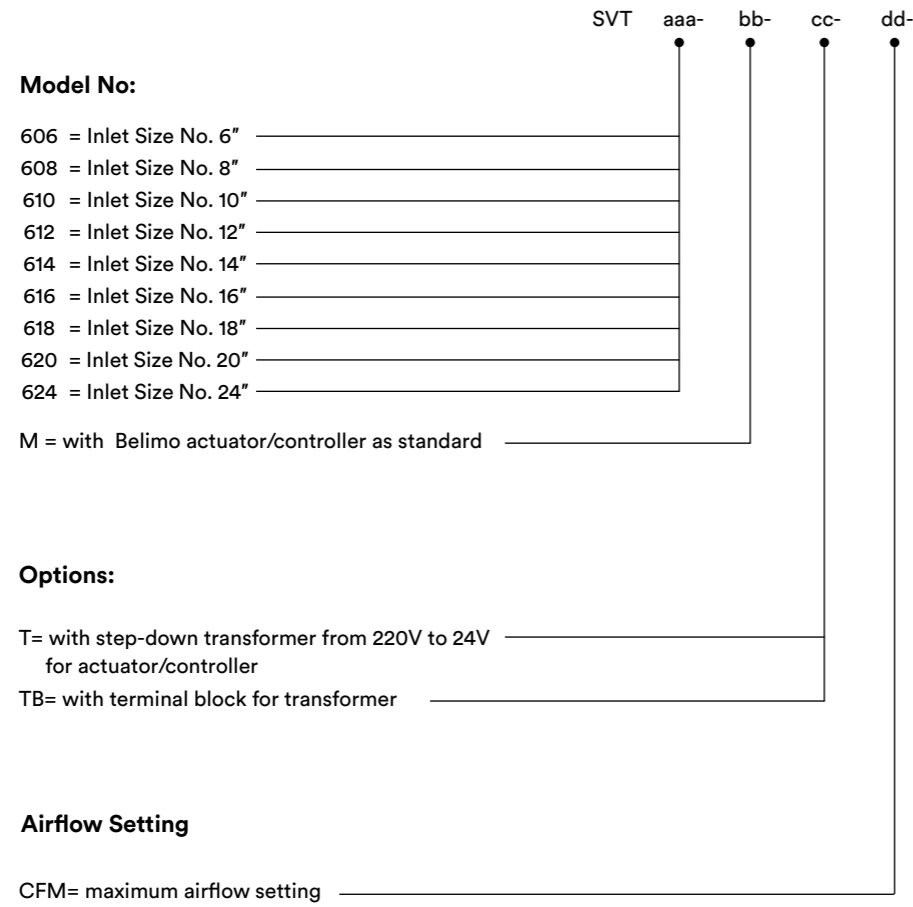 SVT aaa- bb- cc- dd-
Model No:
606 = Inlet Size No. 6"
608 = Inlet Size No. 8"
610 = Inlet Size No. 10"
612 = Inlet Size No. 12"
614 = Inlet Size No. 14"
616 = Inlet Size No. 16"
618 = Inlet Size No. 18"
620 = Inlet Size No. 20"
624 = Inlet Size No. 24"
M = with Belimo actuator/controller as standard
Options:
T= with step-down transformer from 220V to 24V
for actuator/controller
TB= with terminal block for transformer
Airflow Setting
CFM= maximum airflow setting